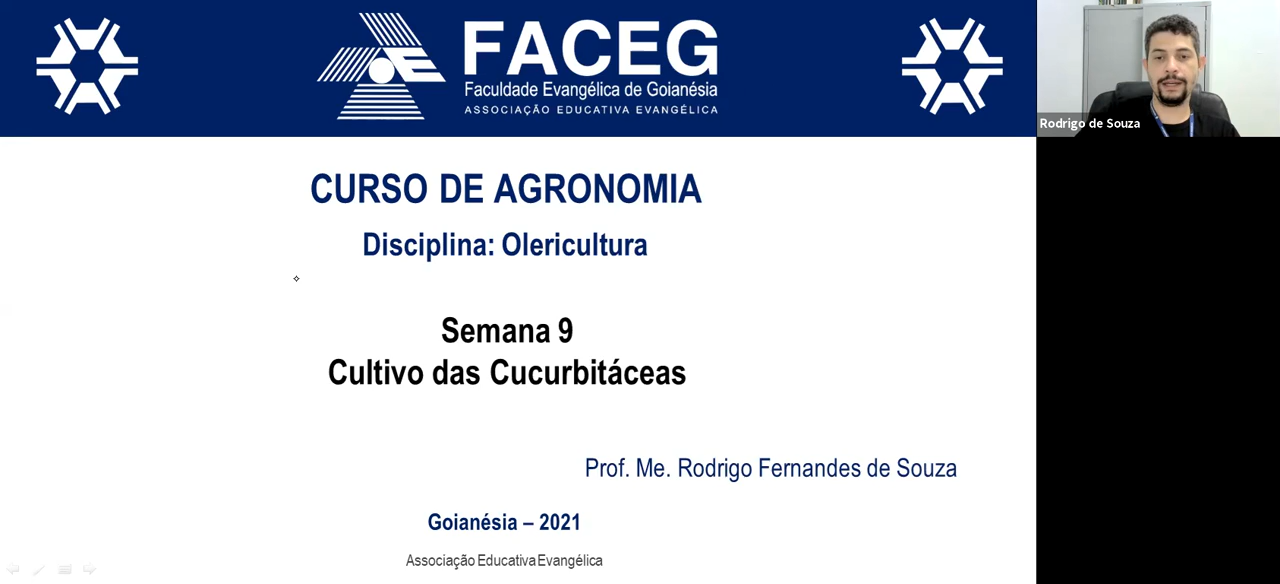 FACEG
Faculdade Evangélica de Goianésia
ASSOCIAÇÃO EDUCATIVA EVANGÉLICA
Rodrigo de Souza
CURSO DE AGRONOMIA
Disciplina: Olericultura
Semana 9
Cultivo das Cucurbitáceas
Prof. Me. Rodrigo Fernandes de Souza
Goianésia – 2021
Associação Educativa Evangélica